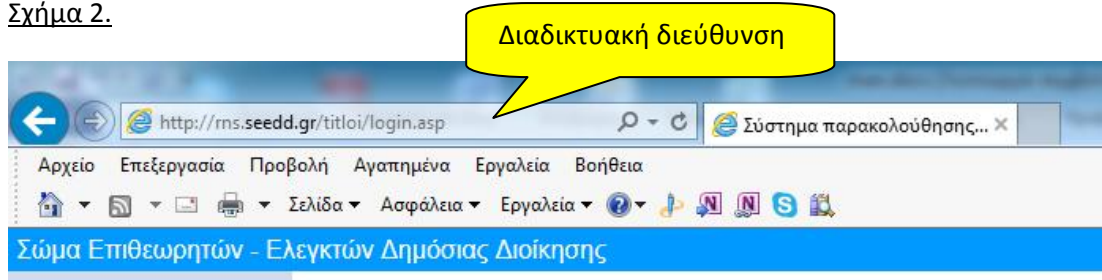 Σχήμα 2.
Διαδικτυακή διεύθυνση
http://rns.seedd.gr/titloi/login.asp
Σύστημα παρακολούθησης...
Αρχείο Επεξεργασία Προβολή Αγαπημένα Εργαλεία Βοήθεια
Σελίδα Ασφάλεια Εργαλεία
Σώμα Επιθεωρητών - Ελεγκτών Δημόσιας Διοίκησης